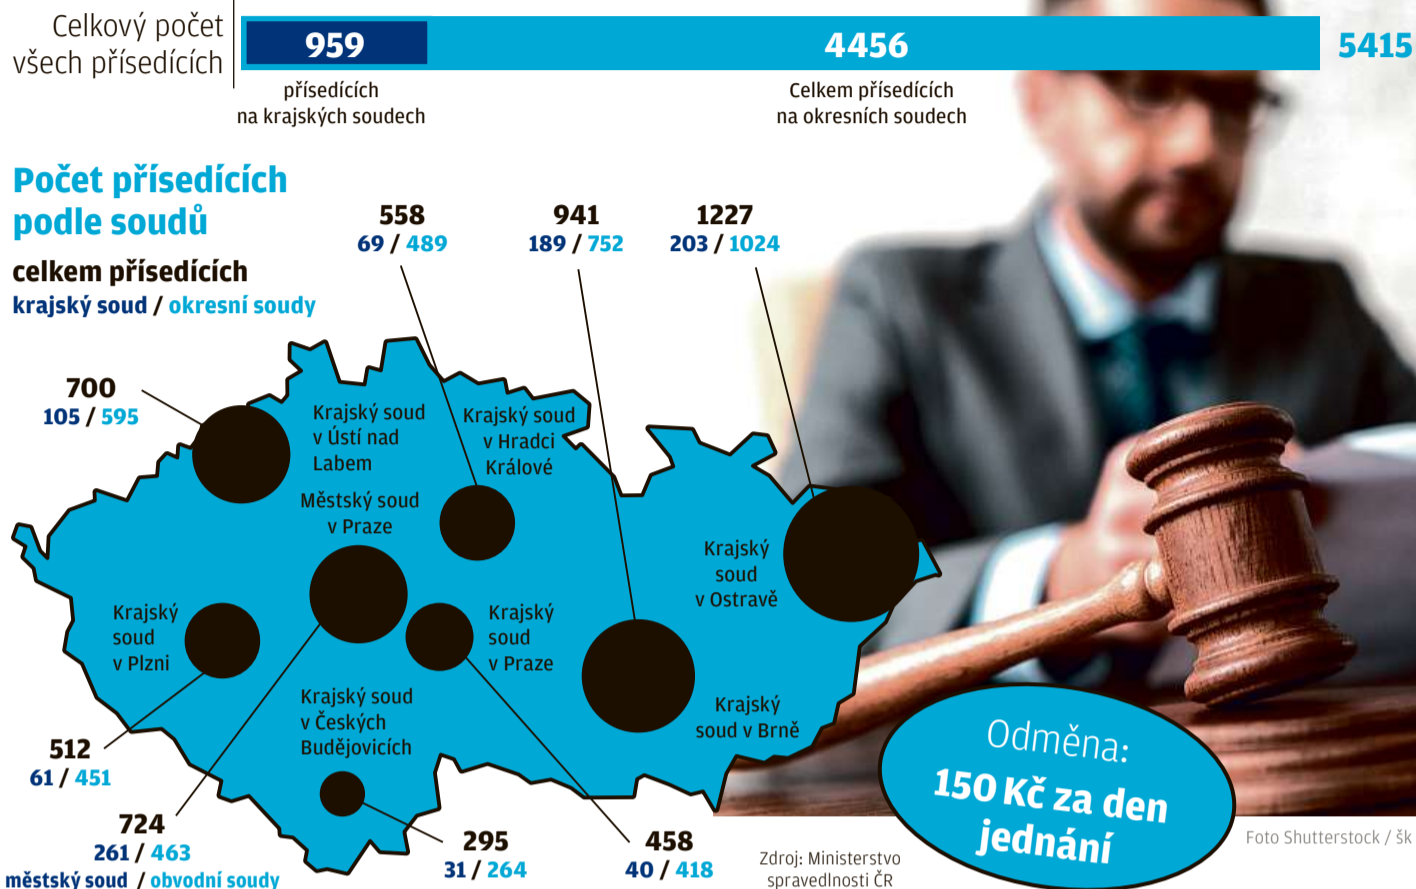 Celkový počet
všech přísedících
959
4456
5415
přísedících
na krajských soudech
Celkem přísedících
na okresních soudech
Počet přísedících
podle soudů
celkem přísedících
krajský soud / okresní soudy
558
69 / 489
941
189 / 752
1227
203 / 1024
700
105 / 595
Krajský soud
v Ústí nad
Labem
Krajský soud
v Hradci
Králové
Městský soud
v Praze
Krajský
soud
v Ostravě
Krajský
soud
v Plzni
Krajský
soud
v Praze
Krajský soud
v Českých
Budějovicích
Krajský
soud v Brně
512
61 / 451
724
261 / 463
městský soud / obvodní soudy
295
31 / 264
458
40 / 418
Zdroj: Ministerstvo
spravedlnosti ČR
Odměna:
150 Kč za den
jednání
Foto Shutterstock / šk